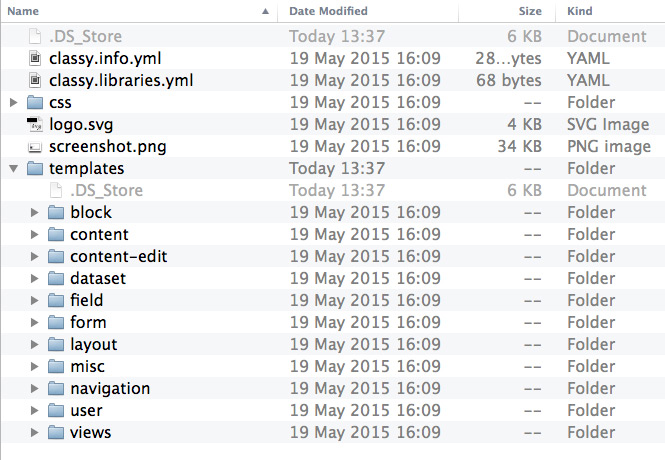 Name Date Modified Size Kind
.DS_Store Today 13:37 6 KB Document
classy.info.yml 19 May 2015 16:09 28...ytes YAML
classy.libraries.yml 19 May 2015 16:09 68 bytes YAML
css 19 May 2015 16:09 -- Folder
logo.svg 19 May 2015 16:09 4 KB SVG Image
screenshot.png 19 May 2015 16:09 34 KB PNG image
templates Today 13:37 -- Folder
.DS_Store Today 13:37 6 KB Document
block 19 May 2015 16:09 -- Folder
content 19 May 2015 16:09 -- Folder
content-edit 19 May 2015 16:09 -- Folder
dataset 19 May 2015 16:09 -- Folder
field 19 May 2015 16:09 -- Folder
form 19 May 2015 16:09 -- Folder
layout 19 May 2015 16:09 -- Folder
misc 19 May 2015 16:09 -- Folder
navigation 19 May 2015 16:09 -- Folder
user 19 May 2015 16:09 -- Folder
views 19 May 2015 16:09 -- Folder